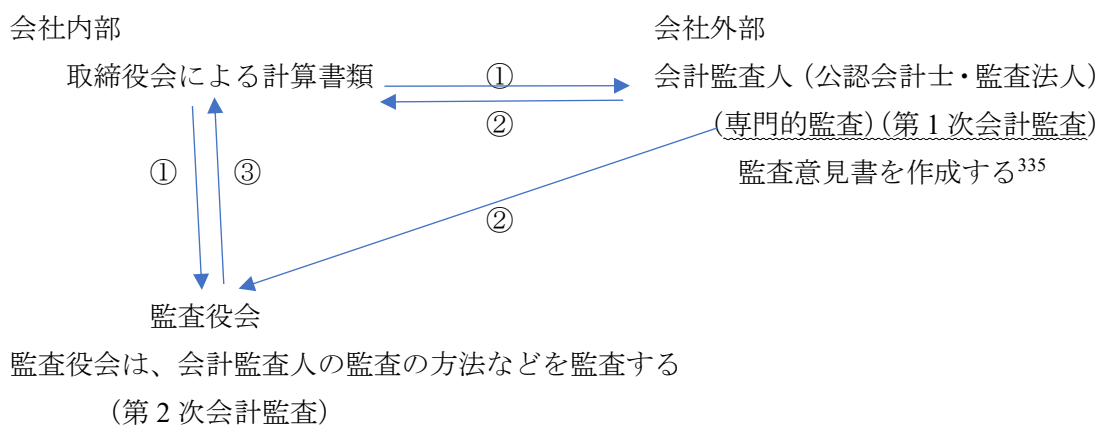 会社内部 会社外部
取締役会による計算書類 ① 会計監査人（公認会計士・監査法人）
② （専門的監査）（第1次会計監査）
① ③ 監査意見書を作成する335
②
監査役会
監査役会は、会計監査人の監査の方法などを監査する
（第2次会計監査）